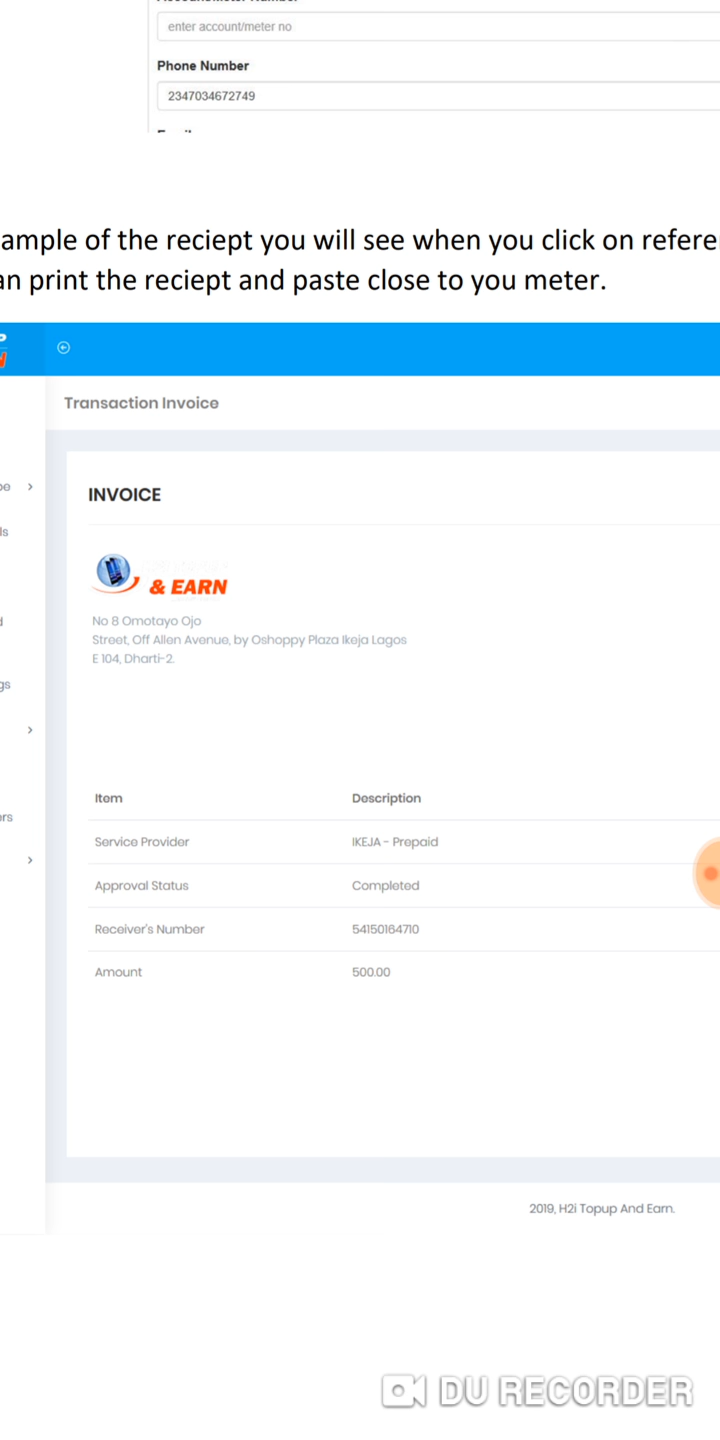 enter account/meter no
Phone Number
2347034672749
ample of the reciept you will see when you click on refere
an print the reciept and paste close to you meter.
Transaction Invoice
INVOICE
& EARN
No 8 Omotayo Ojo
Street, Off Allen Avenue, by Oshoppy Plaza Ikeja Lagos
E 104, Dharti-2.
Item Description
Service Provider IKEJA - Prepaid
Approval Status Completed
Receiver's Number 54150164710
Amount 500.00
2019, H2i Topup And Earn.
DU RECORDER